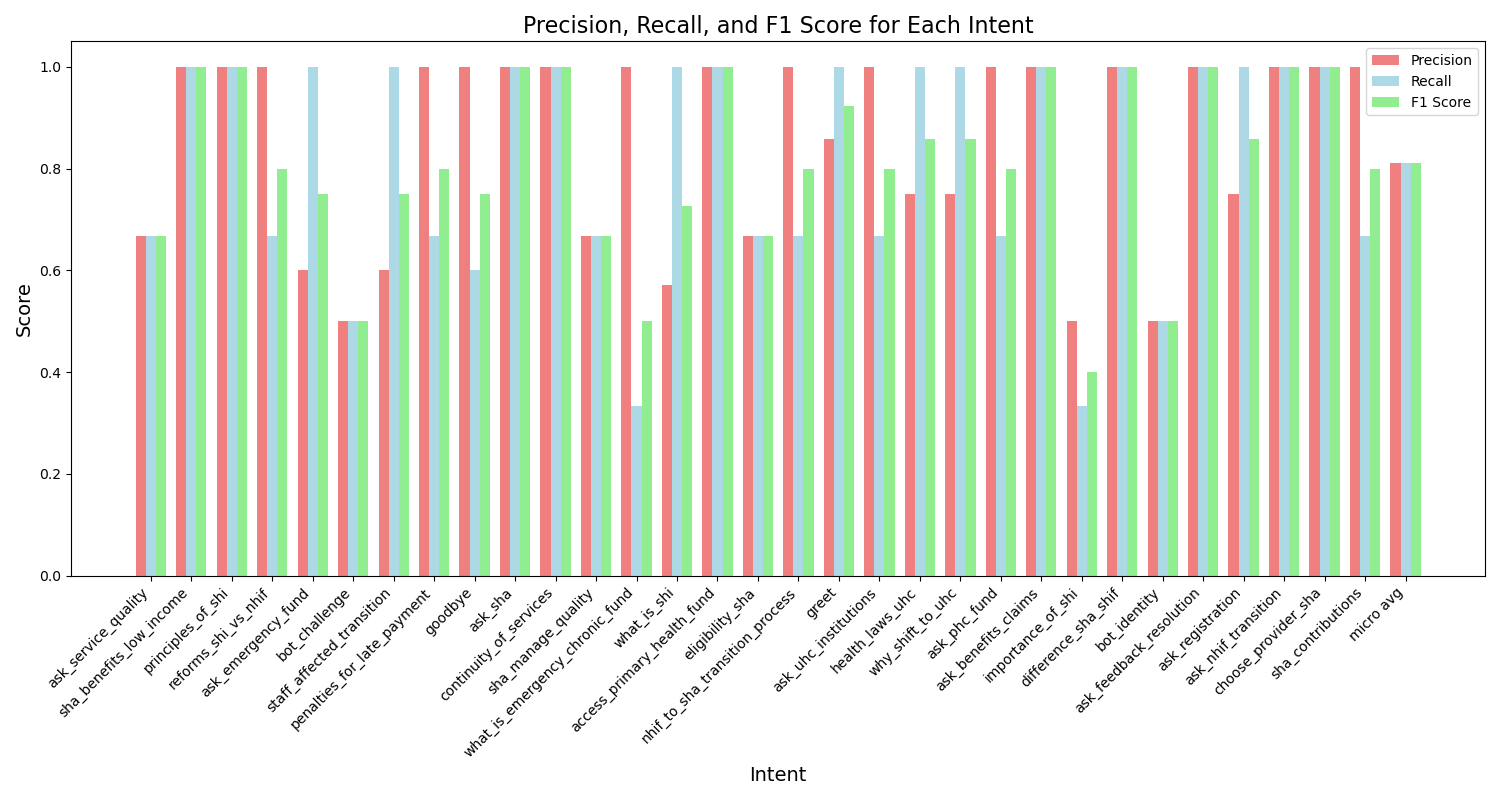 Precision, Recall, and F1 Score for Each Intent
Precision
Recall
F1 Score
Score
1.0
0.8
0.6
0.4
0.2
0.0
ask_service_quality
sha_benefits_low_income
principles_of_shi
reforms_shi_vs_nhif
ask_emergency_fund
bot_challenge
staff_affected_transition
penalties_for_late_payment
goodbye
ask_sha
continuity_of_services
sha_manage_quality
what_is_emergency_chronic_fund
what_is_shi
access_primary_health_fund
eligibility_sha
nhif_to_sha_transition_process
greet
ask_uhc_institutions
health_laws_uhc
why_shift_to_uhc
ask_phc_fund
ask_benefits_claims
importance_of_shi
difference_sha_shif
bot_identity
ask_feedback_resolution
ask_registration
ask_nhif_transition
choose_provider_sha
sha_contributions
micro avg
Intent